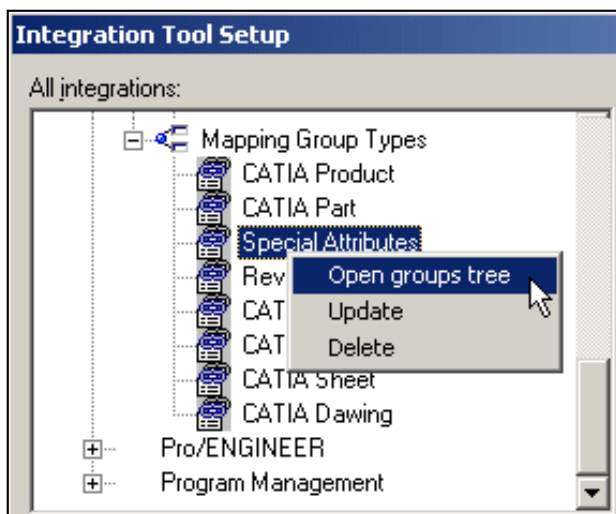 Integration Tool Setup
All integrations:
Mapping Group Types
CATIA Product
CATIA Part
Special Attributes
Rev
Open groups tree
CAT
Update
CAT
Delete
CATIA Sheet
CATIA Dawing
Pro/ENGINEER
Program Management